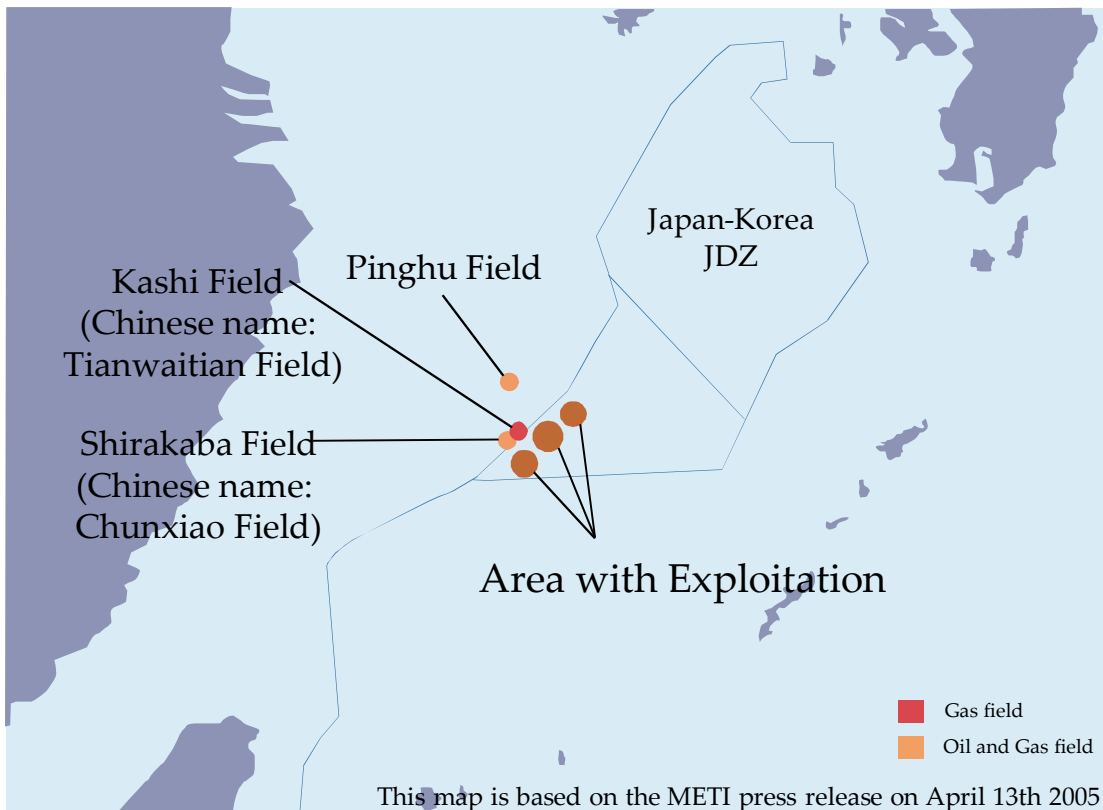 Japan-Korea
JDZ
Pinghu Field
Kashi Field
(Chinese name:
Tianwaitian Field)
Shirakaba Field
(Chinese name:
Chunxiao Field)
Area with Exploitation
Gas field
Oil and Gas field
This map is based on the METI press release on April 13th 2005